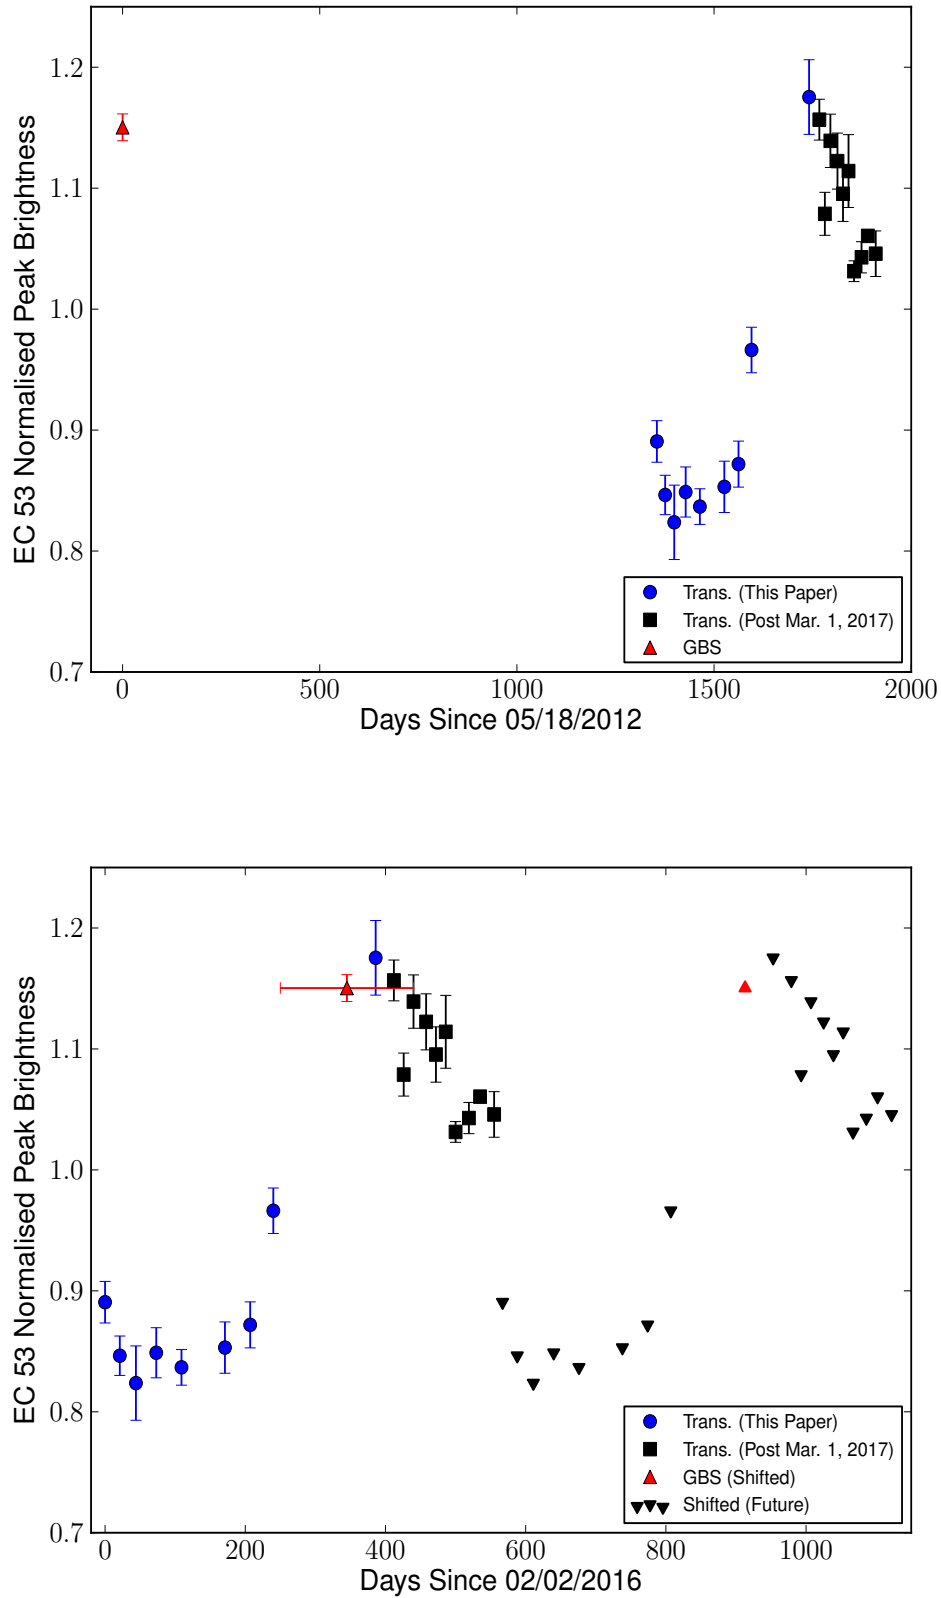 1.2
1.1
1.0
0.9
0.8
0.7
EC 53 Normalised Peak Brightness
Trans. (This Paper)
Trans. (Post Mar. 1, 2017)
GBS
0 500 1000 1500 2000
Days Since 05/18/2012
1.2
1.1
1.0
0.9
0.8
0.7
EC 53 Normalised Peak Brightness
Trans. (This Paper)
Trans. (Post Mar. 1, 2017)
GBS (Shifted)
Shifted (Future)
0 200 400 600 800 1000
Days Since 02/02/2016